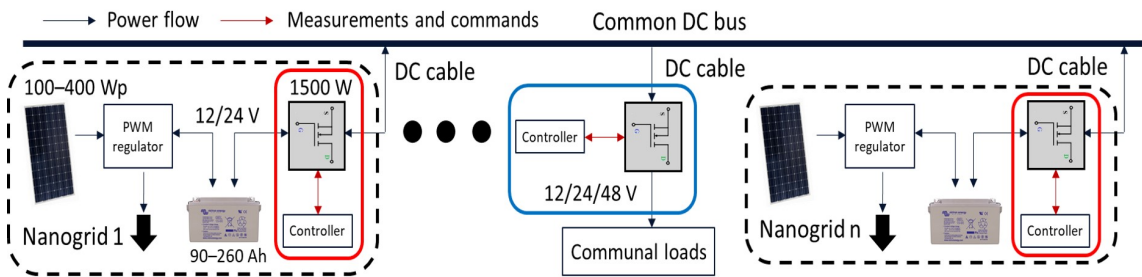 Power flow
Measurements and commands
Common DC bus
100–400 Wp
PWM
regulator
12/24 V
1500 W
Controller
Nanogrid 1
90–260 Ah
DC cable
DC cable
Controller
S
G
D
12/24/48 V
Communal loads
DC cable
PWM
regulator
Nanogrid n
Controller